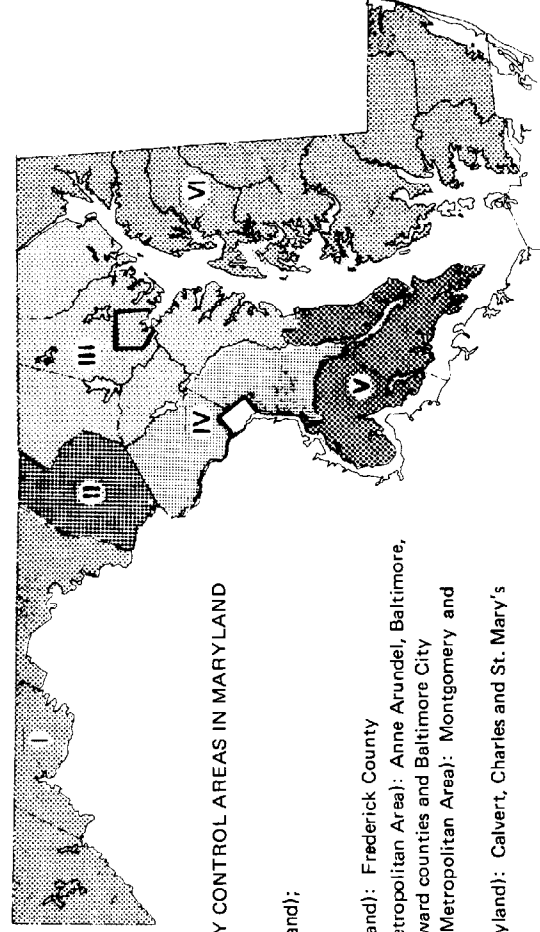 I
II
III
IV
V
VI
Y CONTROL AREAS IN MARYLAND
and);
and): Frederick County
etropolitan Area): Anne Arundel, Baltimore,
ward counties and Baltimore City
Metropolitan Area): Montgomery and
yland): Calvert, Charles and St. Mary's